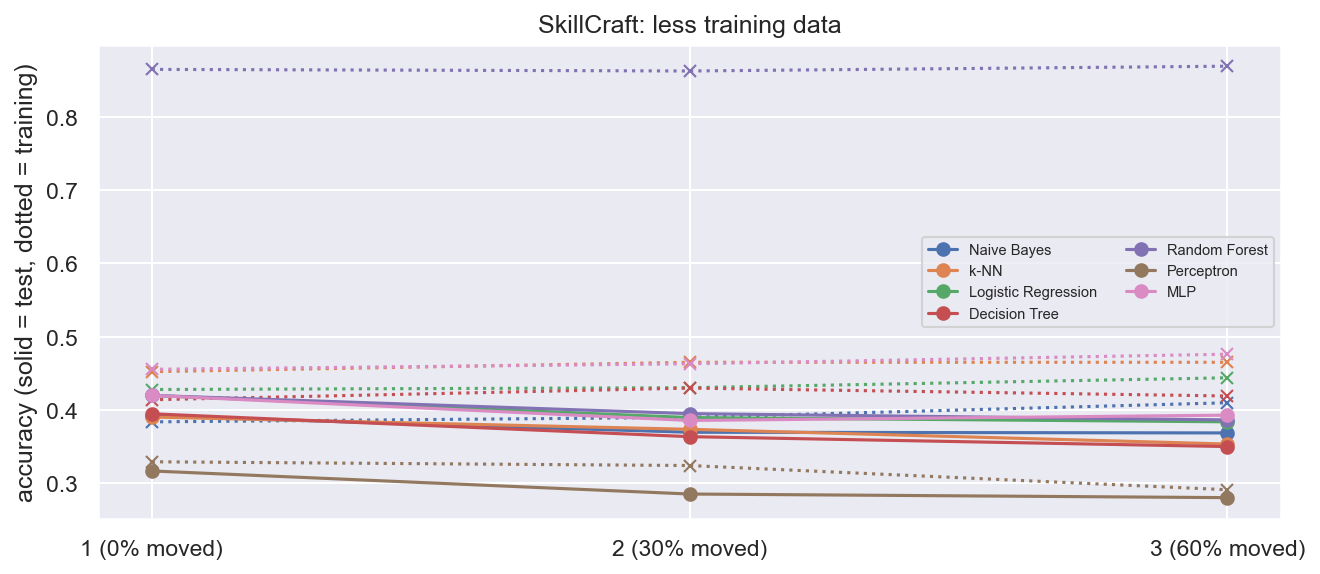 SkillCraft: less training data
accuracy (solid = test, dotted = training)
0.8
0.7
0.6
0.5
0.4
0.3
Naive Bayes
k-NN
Logistic Regression
Decision Tree
Random Forest
Perceptron
MLP
1 (0% moved)
2 (30% moved)
3 (60% moved)